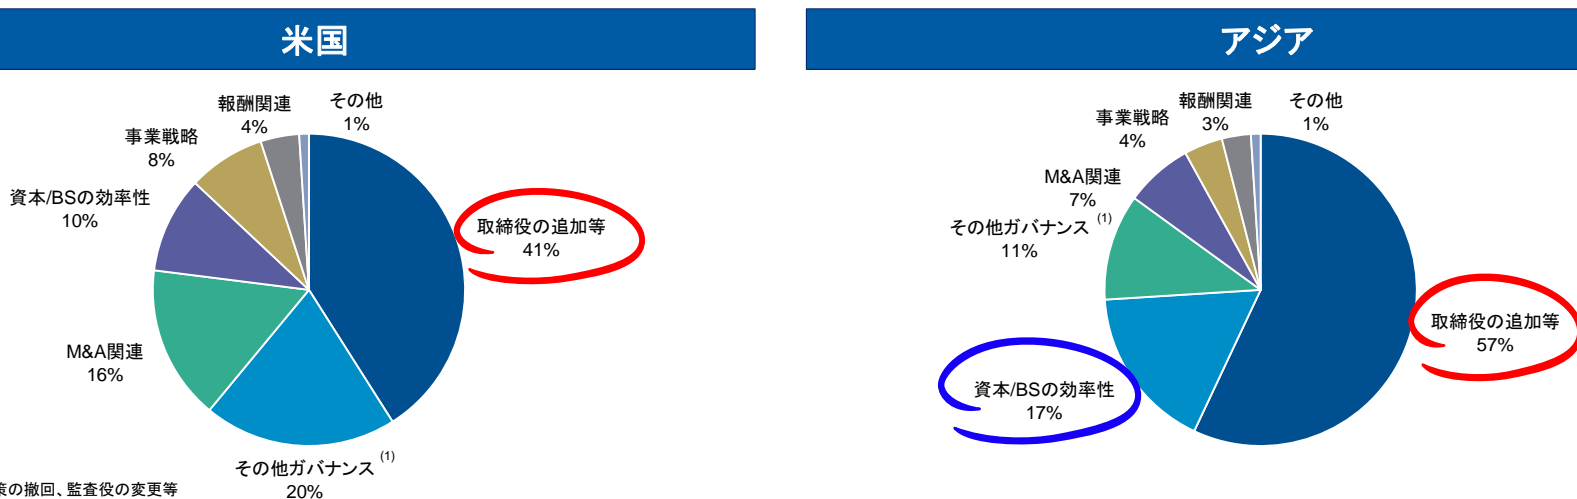 米国
報酬関連
4%
その他
1%
事業戦略
8%
資本/BSの効率性
10%
取締役の追加等
41%
M&A関連
16%
その他ガバナンス (1)
20%
策の撤回、監査役の変更等
アジア
報酬関連
3%
その他
1%
事業戦略
4%
M&A関連
7%
その他ガバナンス (1)
11%
取締役の追加等
57%
資本/BSの効率性
17%